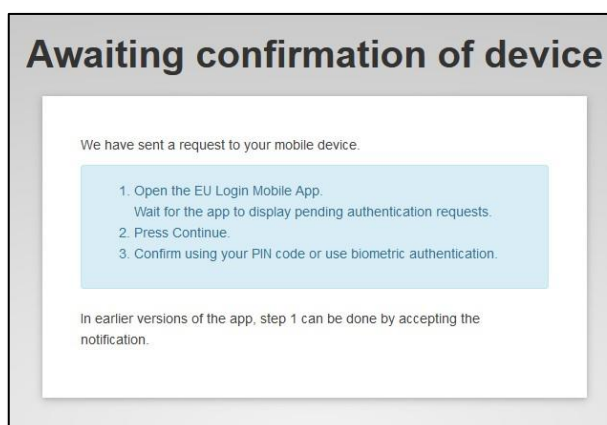 Awaiting confirmation of device
We have sent a request to your mobile device.
1. Open the EU Login Mobile App.
Wait for the app to display pending authentication requests.
2. Press Continue.
3. Confirm using your PIN code or use biometric authentication.
In earlier versions of the app, step 1 can be done by accepting the
notification.